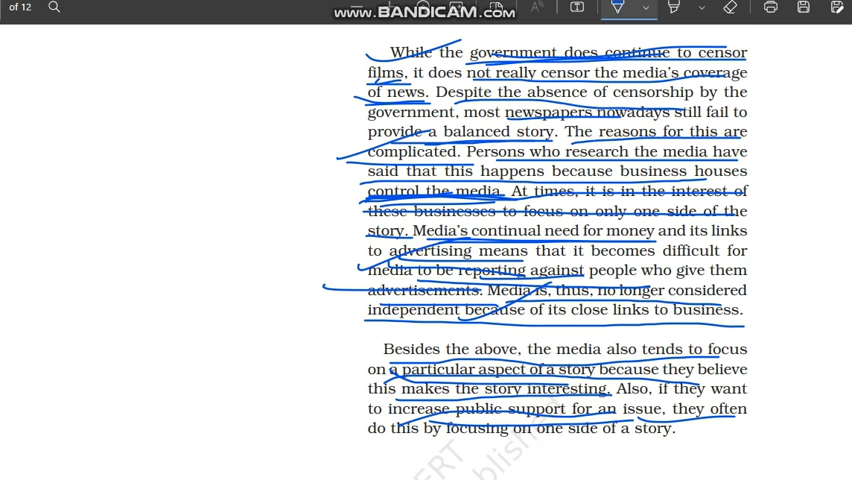 of 12
www.BANDICAM.com
While the government does continue to censor
films, it does not really censor the media's coverage
of news. Despite the absence of censorship by the
government, most newspapers nowadays still fail to
provide a balanced story. The reasons for this are
complicated. Persons who research the media have
said that this happens because business houses
control the media. At times, it is in the interest of
these businesses to focus on only one side of the
story. Media's continual need for money and its links
to advertising means that it becomes difficult for
media to be reporting against people who give them
advertisements. Media is, thus, no longer considered
independent because of its close links to business.
Besides the above, the media also tends to focus
on a particular aspect of a story because they believe
this makes the story interesting. Also, if they want
to increase public support for an issue, they often
do this by focusing on one side of a story.